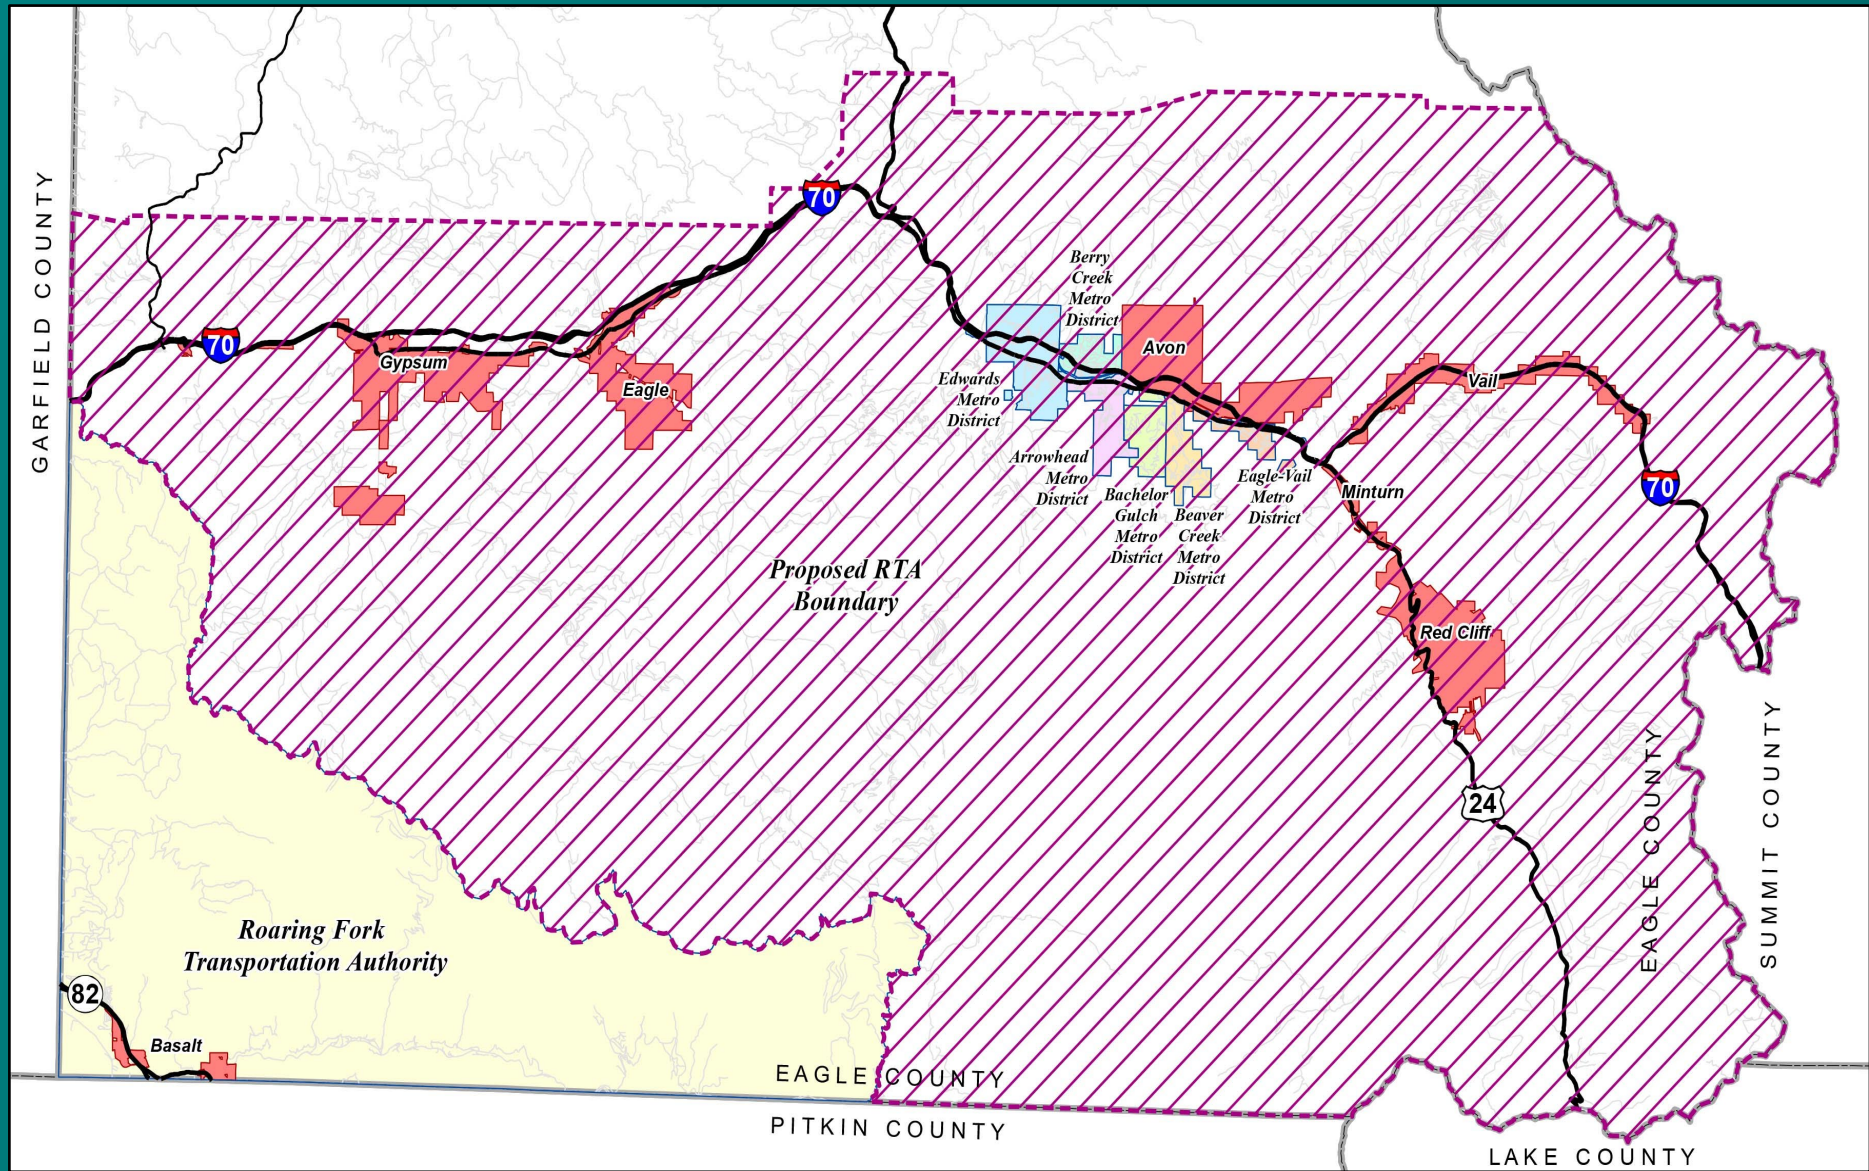 70
GARFIELD COUNTY
Berry
Creek
Metro
District
70
Avon
Gypsum
Eagle
Vail
Edwards
Metro
District
Arrowhead
Metro
District
Eagle-Vail
Metro
District
70
Minturn
Bachelor
Gulch
Metro
District
Beaver
Creek
Metro
District
Proposed RTA
Boundary
Red Cliff
24
EAGLE COUNTY
SUMMIT COUNTY
Roaring Fork
Transportation Authority
82
Basalt
EAGLE COUNTY
PITKIN COUNTY
LAKE COUNTY